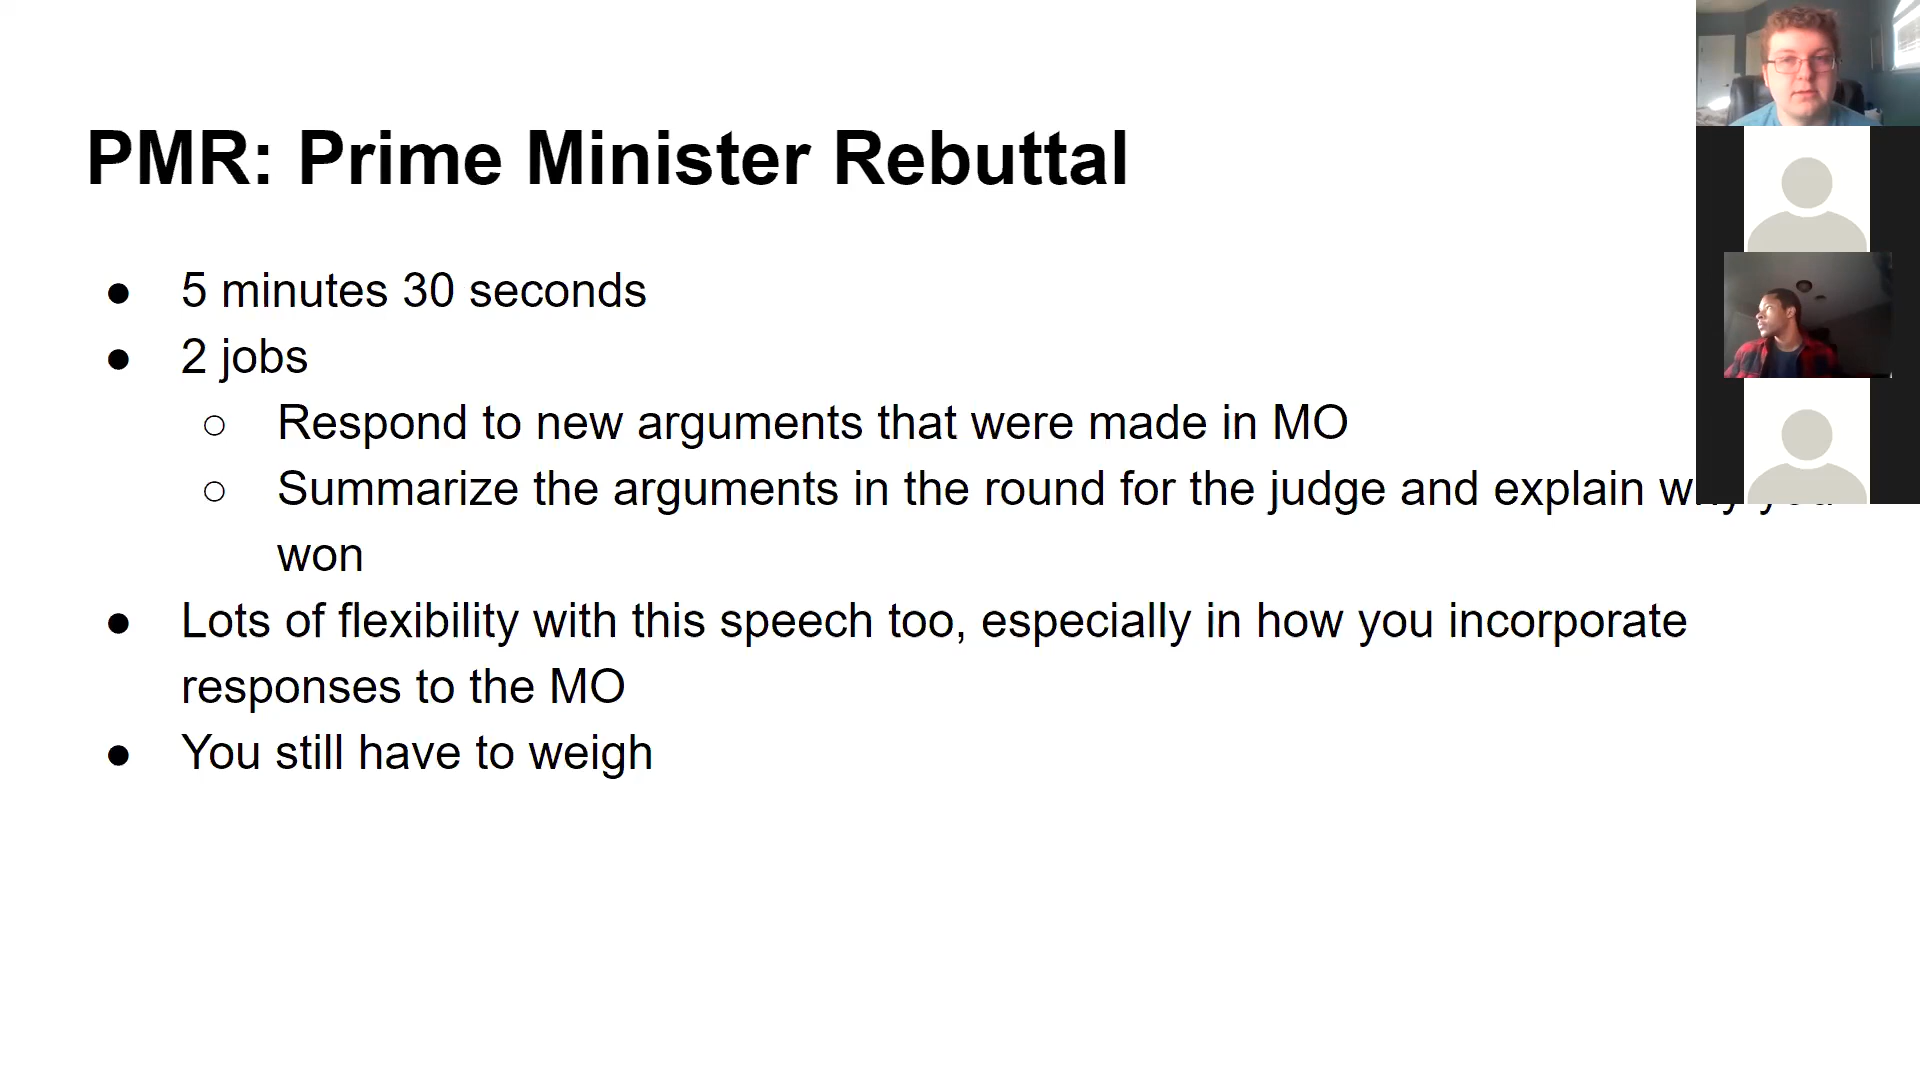 PMR: Prime Minister Rebuttal
● 5 minutes 30 seconds
● 2 jobs
○ Respond to new arguments that were made in MO
○ Summarize the arguments in the round for the judge and explain why you
won
● Lots of flexibility with this speech too, especially in how you incorporate
responses to the MO
● You still have to weigh